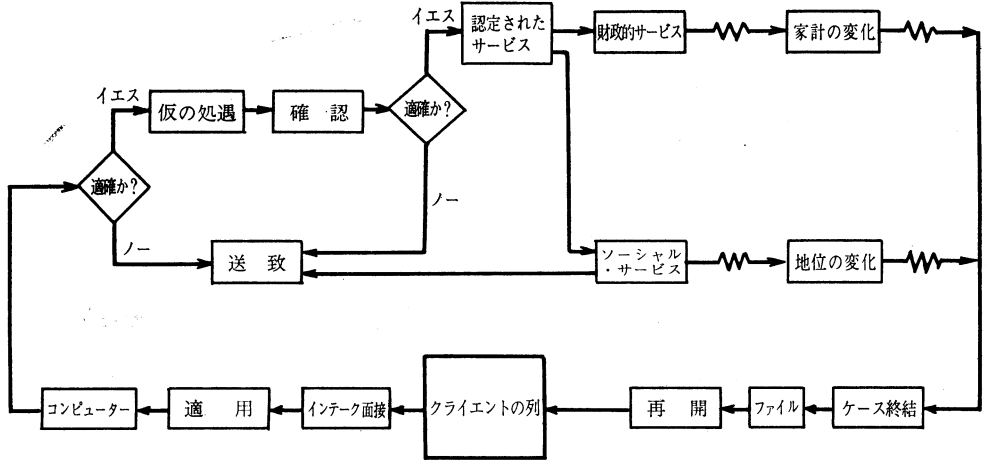 イエス
認定された
サービス
財政的サービス
家計の変化
イエス
仮の処遇
確認
適確か?
適確か?
ノー
ノー
送致
ソーシャル
・サービス
地位の変化
コンピューター
適用
インテーク面接
クライエントの列
再開
ファイル
ケース終結